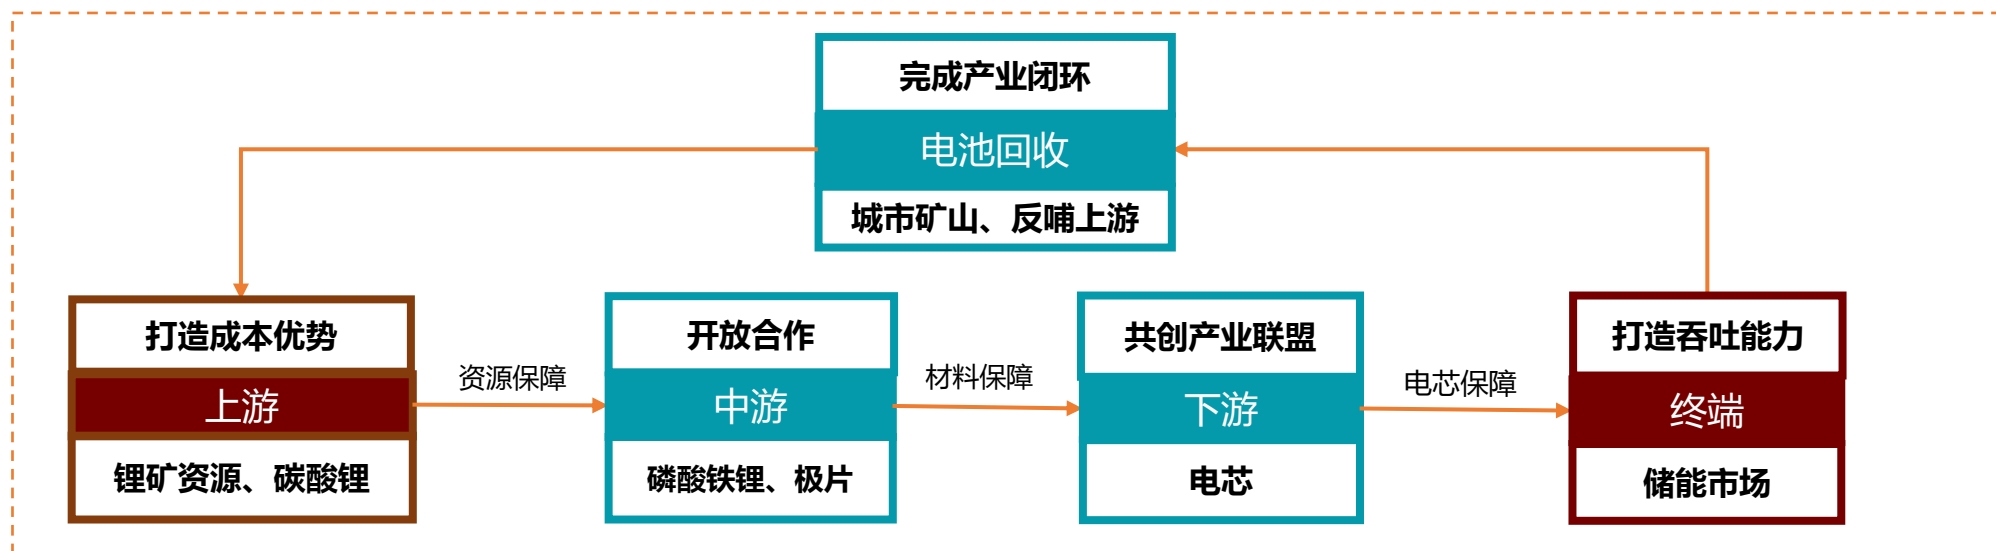 完成产业闭环
电池回收
城市矿山、反哺上游
打造成本优势
上游
锂矿资源、碳酸锂
资源保障
开放合作
中游
磷酸铁锂、极片
材料保障
共创产业联盟
下游
电芯
电芯保障
打造吞吐能力
终端
储能市场